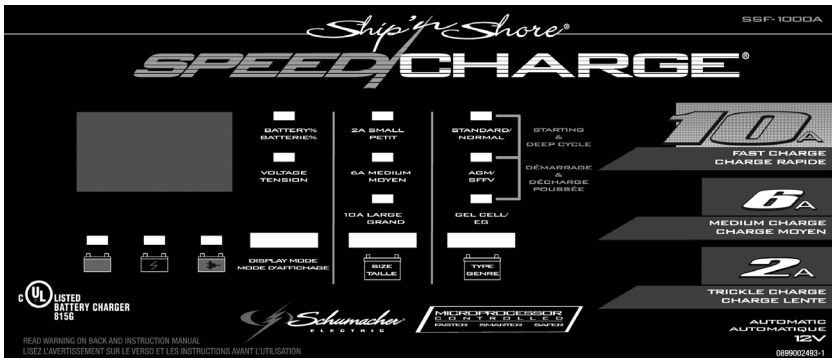 Ship'n Shore®
SSF-1000A
SPEED CHARGE®
BATTERY%
BATTERIE%
VOLTAGE
TENSION
2A SMALL
PETIT
6A MEDIUM
MOYEN
10A LARGE
GRAND
STANDARD/
NORMAL
AGM/
SFFV
GEL CELL/
EG
STARTING
&
DEEP CYCLE
DÉMARRAGE
&
DÉCHARGE
POUSSÉE
10A
FAST CHARGE
CHARGE RAPIDE
6A
MEDIUM CHARGE
CHARGE MOYEN
2A
TRICKLE CHARGE
CHARGE LENTE
DISPLAY MODE
MODE D'AFFICHAGE
SIZE
TAILLE
TYPE
GENRE
C UL® LISTED
BATTERY CHARGER
815G
Schumacher®
ELECTRIC
MICROPROCESSOR
CONTROLLED
FASTER SMARTER SAFER
AUTOMATIC
AUTOMATIQUE
12V
READ WARNING ON BACK AND INSTRUCTION MANUAL
LISEZ L'AVERTISSEMENT SUR LE VERSO ET LES INSTRUCTIONS AVANT L'UTILISATION
0899002493-1